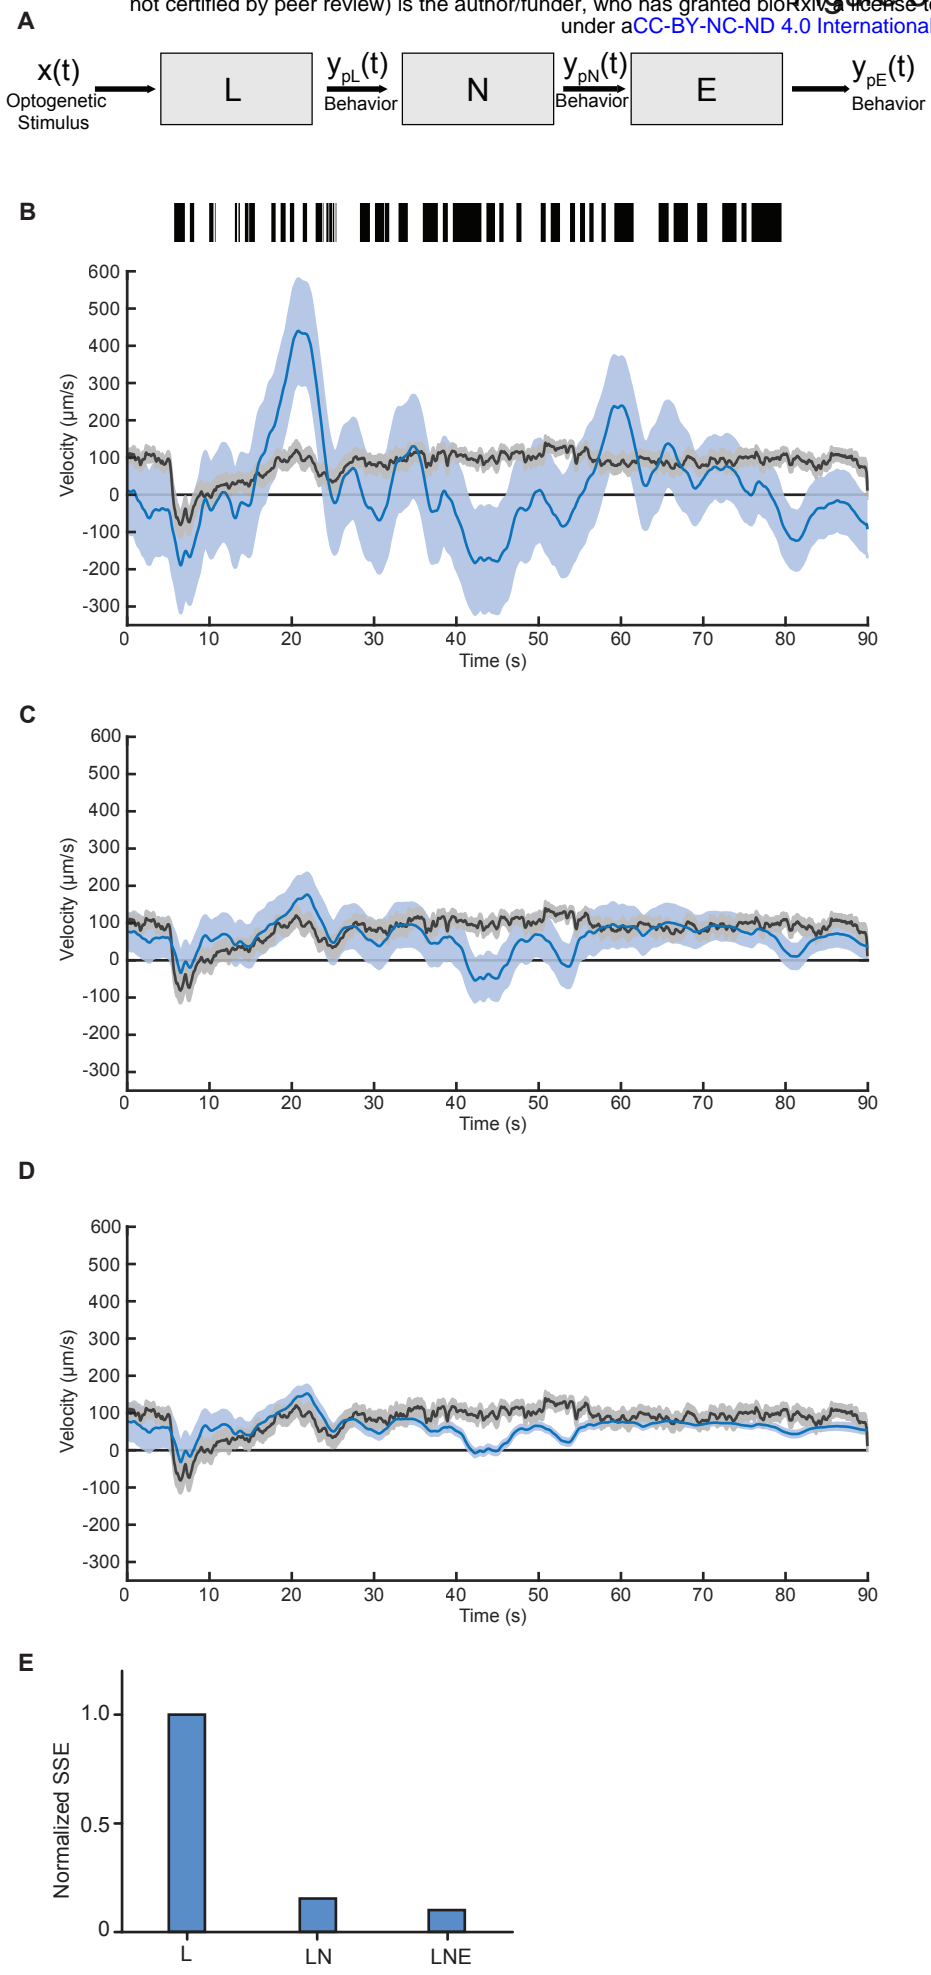 not certified by peer review) is the author/funder, who has granted bioRxiv a license to
under aCC-BY-NC-ND 4.0 International
A
x(t)
Optogenetic
Stimulus
L
ypL(t)
Behavior
N
ypN(t)
Behavior
E
ypE(t)
Behavior
B
600
500
400
300
200
100
0
-100
-200
-300
Velocity (µm/s)
0 10 20 30 40 50 60 70 80 90
Time (s)
C
600
500
400
300
200
100
0
-100
-200
-300
Velocity (µm/s)
0 10 20 30 40 50 60 70 80 90
Time (s)
D
600
500
400
300
200
100
0
-100
-200
-300
Velocity (µm/s)
0 10 20 30 40 50 60 70 80 90
Time (s)
E
1.0
0.5
0
Normalized SSE
L LN LNE